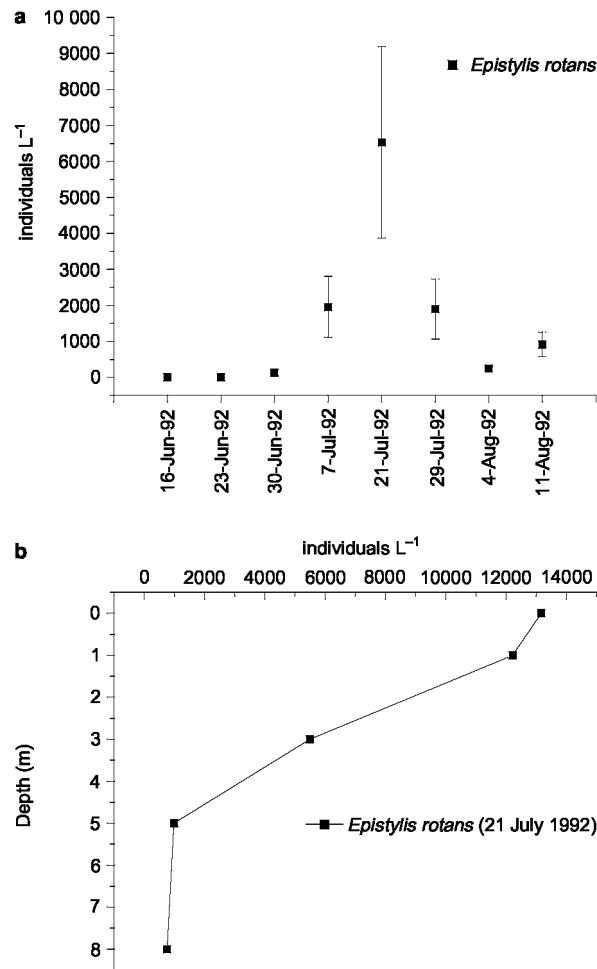 a
10 000
9000
8000
7000
6000
5000
4000
3000
2000
1000
0
individuals L⁻¹
Epistylis rotans
16-Jun-92
23-Jun-92
30-Jun-92
7-Jul-92
21-Jul-92
29-Jul-92
4-Aug-92
11-Aug-92
b
individuals L⁻¹
0 2000 4000 6000 8000 10000 12000 14000
0
1
2
3
4
5
6
7
8
Depth (m)
Epistylis rotans (21 July 1992)